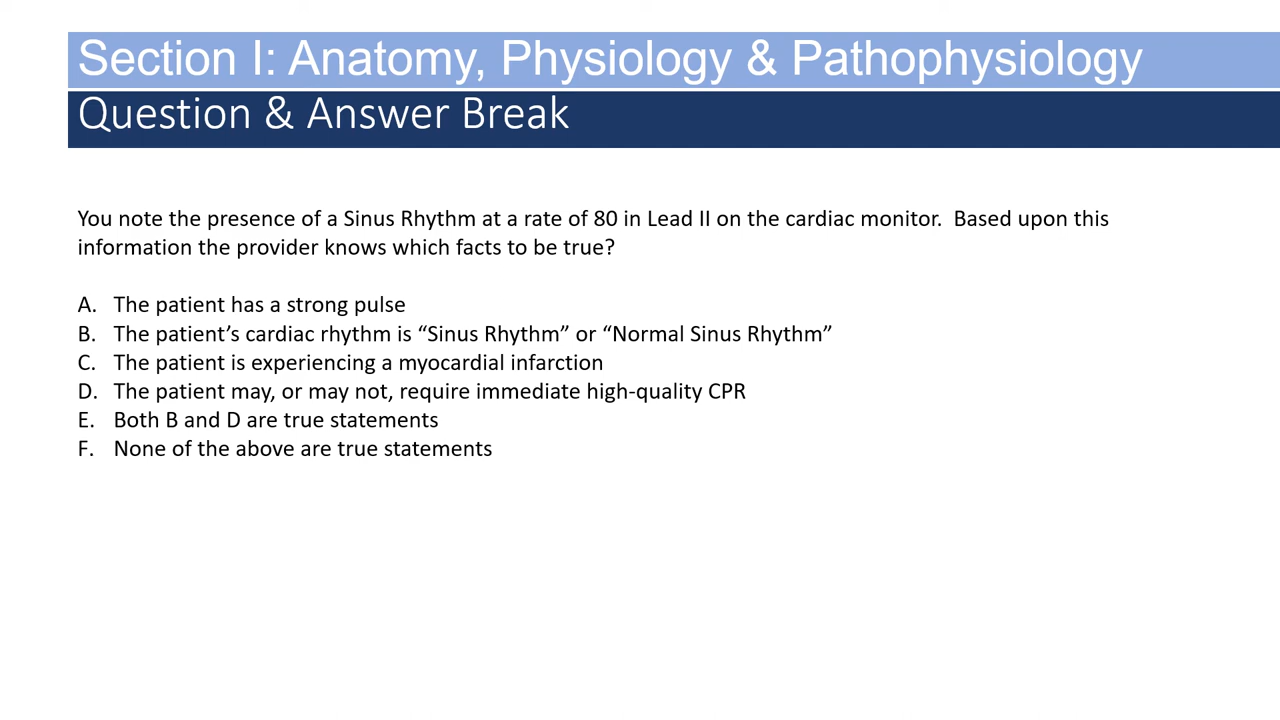 Section I: Anatomy, Physiology & Pathophysiology
Question & Answer Break
You note the presence of a Sinus Rhythm at a rate of 80 in Lead II on the cardiac monitor.  Based upon this
information the provider knows which facts to be true?
A. The patient has a strong pulse
B. The patient’s cardiac rhythm is “Sinus Rhythm” or “Normal Sinus Rhythm”
C. The patient is experiencing a myocardial infarction
D. The patient may, or may not, require immediate high-quality CPR
E. Both B and D are true statements
F. None of the above are true statements